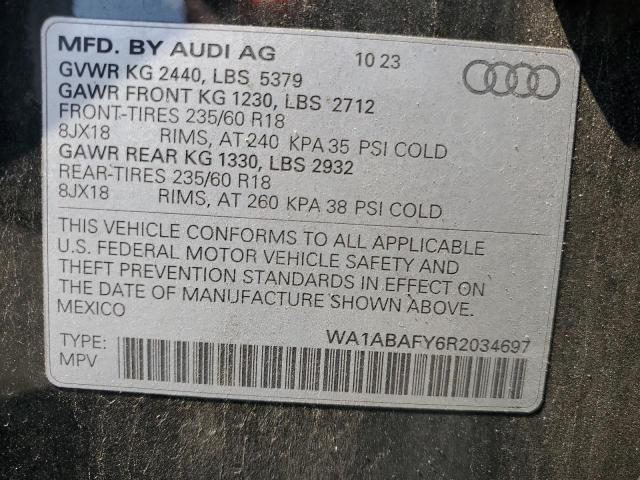 MFD. BY AUDI AG 10 23
GVWR KG 2440, LBS 5379
GAWR FRONT KG 1230, LBS 2712
FRONT-TIRES 235/60 R18
8JX18 RIMS, AT 240 KPA 35 PSI COLD
GAWR REAR KG 1330, LBS 2932
REAR-TIRES 235/60 R18
8JX18 RIMS, AT 260 KPA 38 PSI COLD
THIS VEHICLE CONFORMS TO ALL APPLICABLE
U.S. FEDERAL MOTOR VEHICLE SAFETY AND
THEFT PREVENTION STANDARDS IN EFFECT ON
THE DATE OF MANUFACTURE SHOWN ABOVE.
MEXICO
TYPE: WA1ABAFY6R2034697
MPV